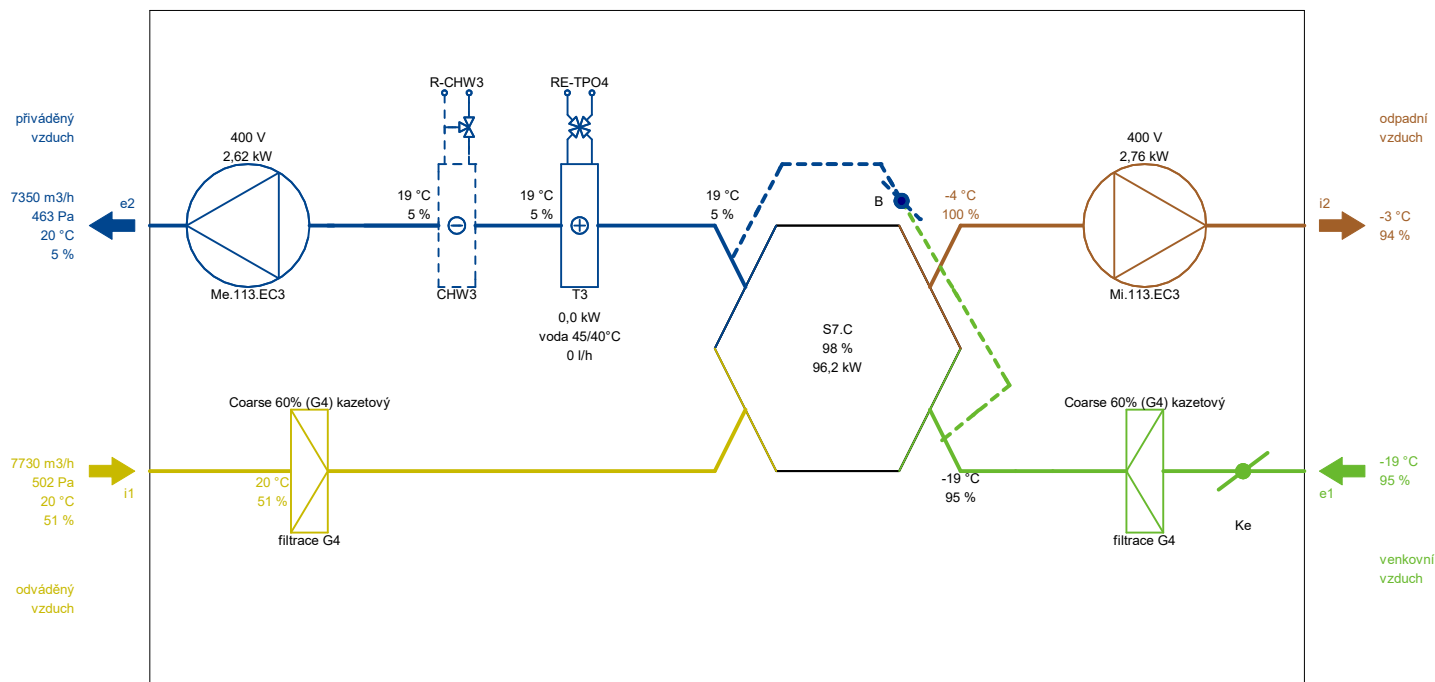 R-CHW3
RE-TPO4
přiváděný
vzduch
400 V
2,62 kW
400 V
2,76 kW
odpadní
vzduch
7350 m3/h
463 Pa
20 °C
5 %
e2
19 °C
5 %
19 °C
5 %
19 °C
5 %
B
-4 °C
100 %
i2
-3 °C
94 %
Me.113.EC3
CHW3
T3
Mi.113.EC3
0,0 kW
voda 45/40°C
0 l/h
S7.C
98 %
96,2 kW
Coarse 60% (G4) kazetový
Coarse 60% (G4) kazetový
7730 m3/h
502 Pa
20 °C
51 %
i1
20 °C
51 %
-19 °C
95 %
-19 °C
95 %
e1
Ke
filtrace G4
filtrace G4
odváděný
vzduch
venkovní
vzduch